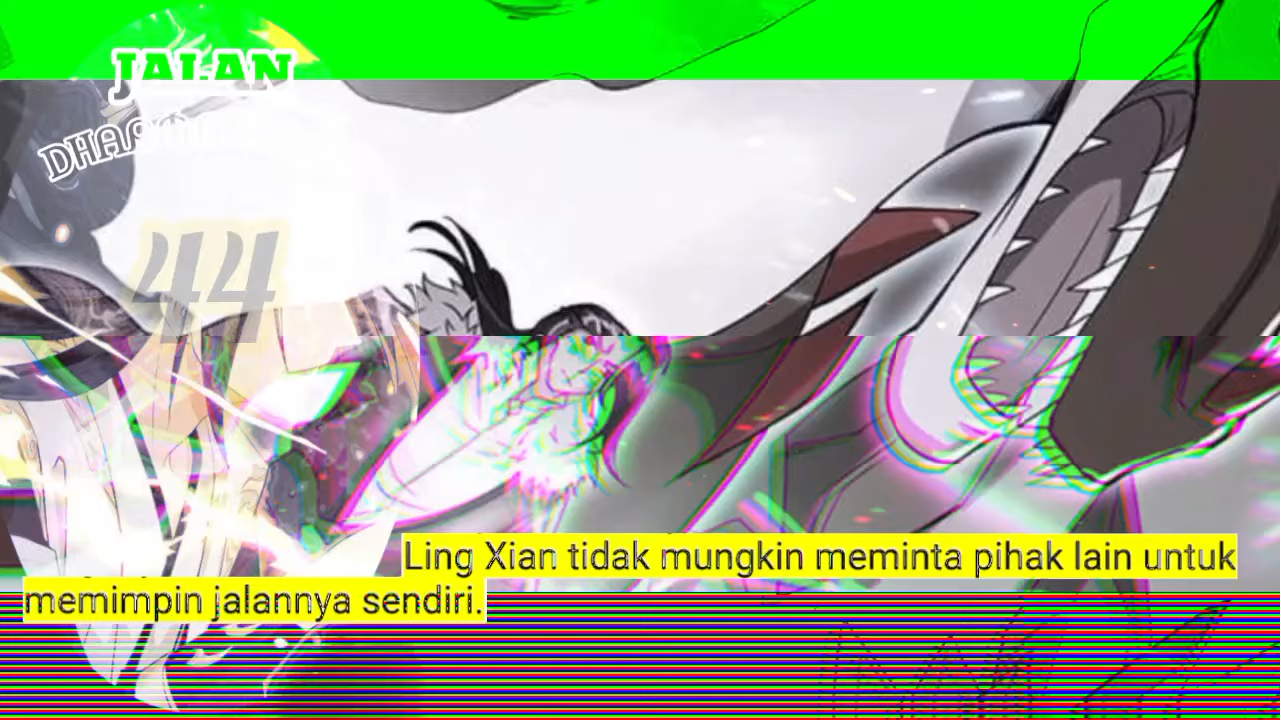 JALAN
44
Ling Xian tidak mungkin meminta pihak lain untuk
memimpin jalannya sendiri.